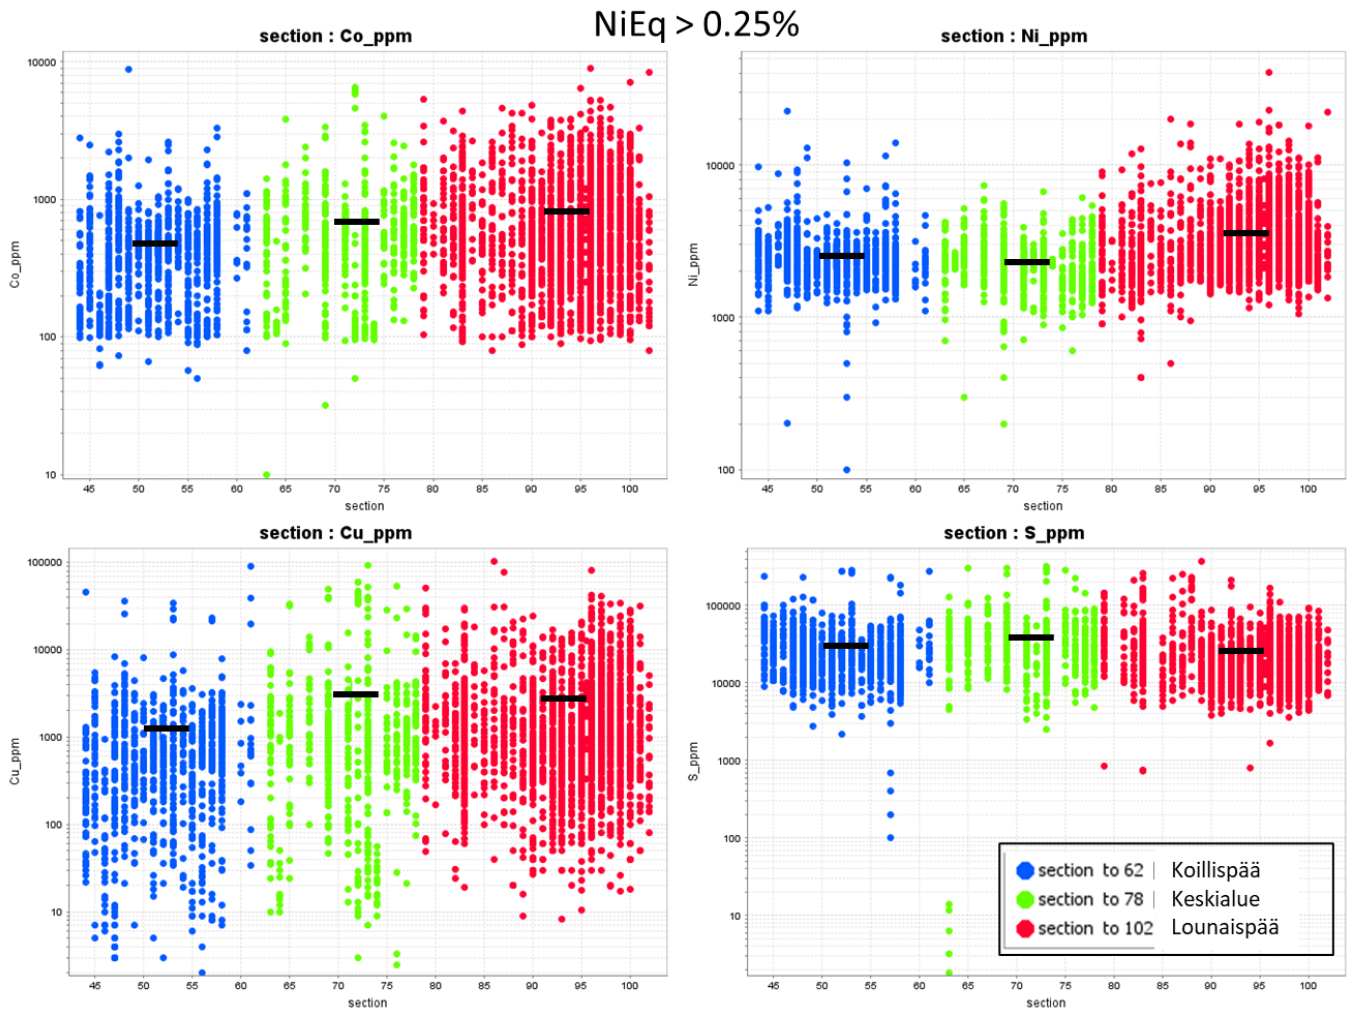 NiEq > 0.25%
section : Co_ppm
10000
1000
100
10
Co_ppm
45 50 55 60 65 70 75 80 85 90 95 100
section
section : Ni_ppm
10000
1000
100
Ni_ppm
45 50 55 60 65 70 75 80 85 90 95 100
section
section : Cu_ppm
100000
10000
1000
100
10
Cu_ppm
45 50 55 60 65 70 75 80 85 90 95 100
section
section : S_ppm
100000
10000
1000
100
10
S_ppm
45 50 55 60 65 70 75 80 85 90 95 100
section
section to 62 | Koillispää
section to 78 | Keskialue
section to 102 Lounaispää